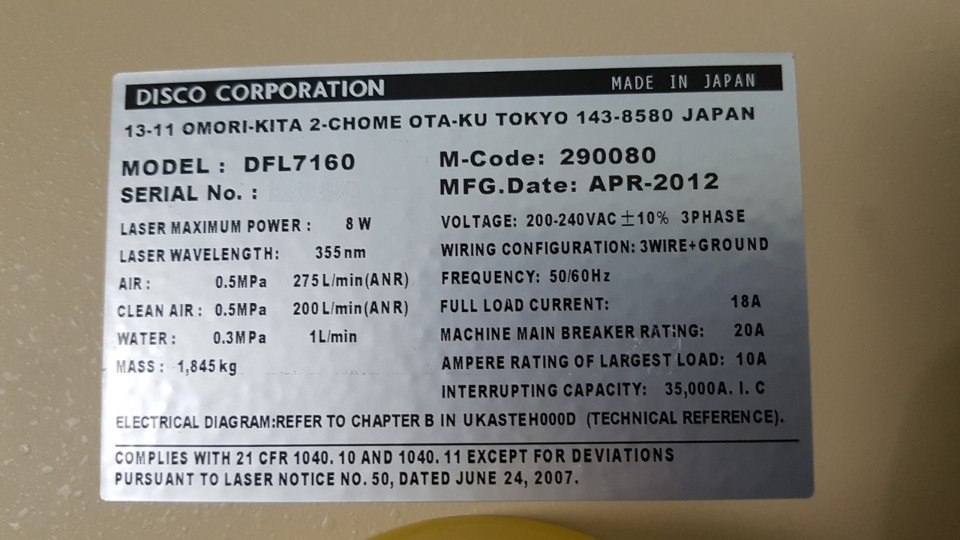 DISCO CORPORATION MADE IN JAPAN
13-11 OMORI-KITA 2-CHOME OTA-KU TOKYO 143-8580 JAPAN
MODEL : DFL7160
SERIAL No. :
M-Code: 290080
MFG.Date: APR-2012
LASER MAXIMUM POWER : 8 W
LASER WAVELENGTH: 355nm
AIR : 0.5MPa 275L/min(ANR)
CLEAN AIR : 0.5MPa 200L/min(ANR)
WATER : 0.3MPa 1L/min
MASS : 1,845kg
VOLTAGE: 200-240VAC ±10% 3PHASE
WIRING CONFIGURATION: 3WIRE+GROUND
FREQUENCY: 50/60Hz
FULL LOAD CURRENT: 18A
MACHINE MAIN BREAKER RATING: 20A
AMPERE RATING OF LARGEST LOAD: 10A
INTERRUPTING CAPACITY: 35,000A. I. C
ELECTRICAL DIAGRAM:REFER TO CHAPTER B IN UKASTEH000D (TECHNICAL REFERENCE).
COMPLIES WITH 21 CFR 1040. 10 AND 1040. 11 EXCEPT FOR DEVIATIONS
PURSUANT TO LASER NOTICE NO. 50, DATED JUNE 24, 2007.